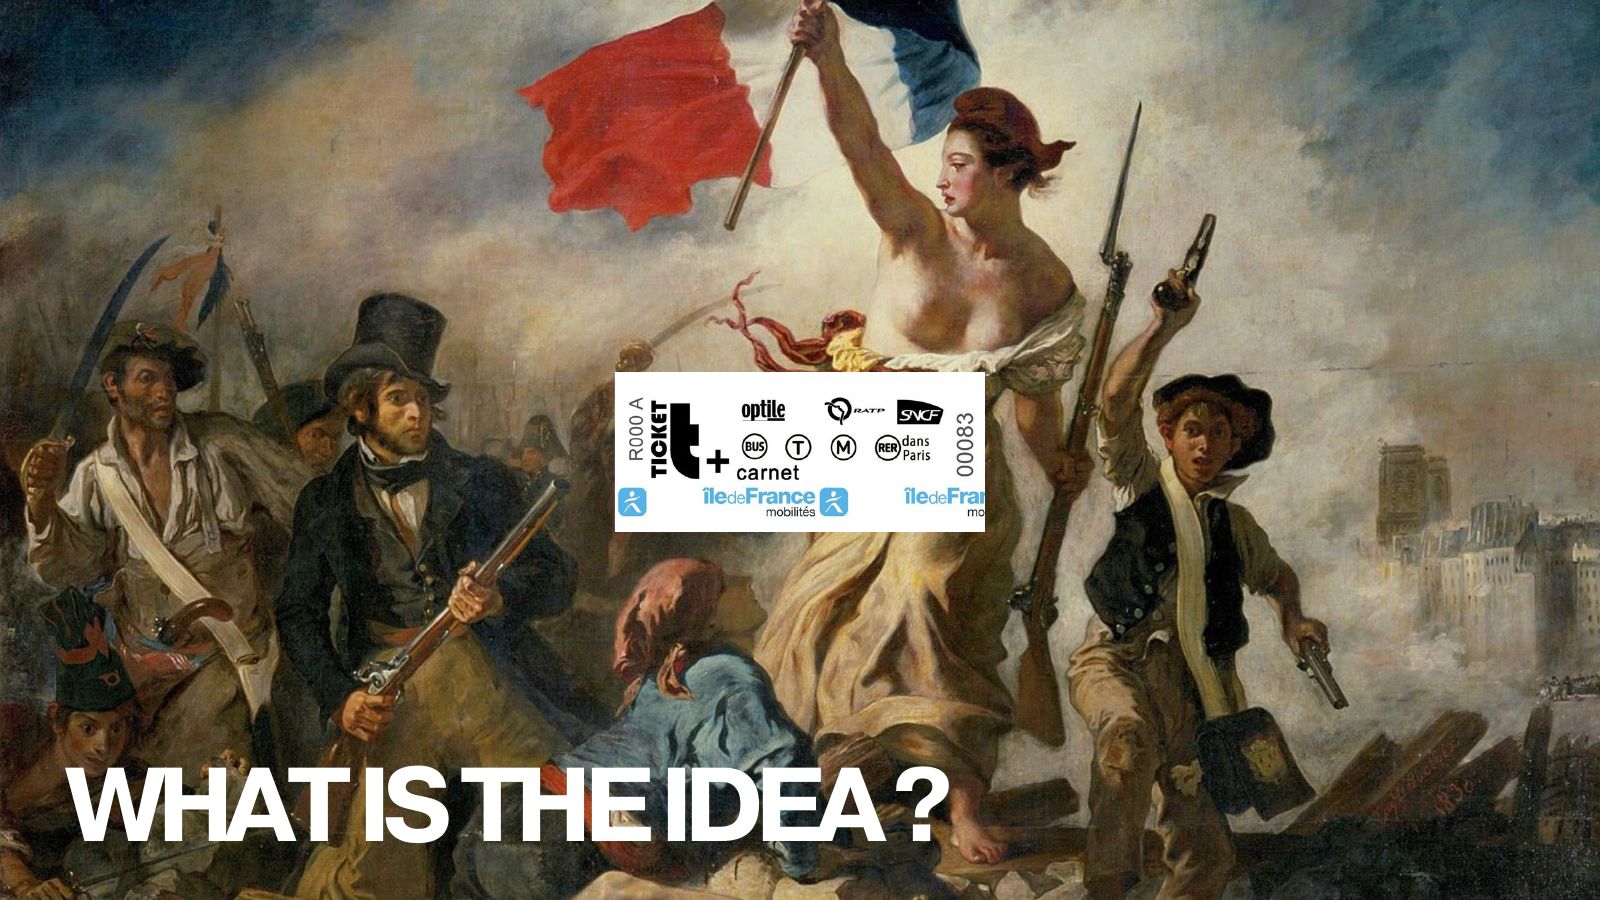 R000 A
TICKET
t+
carnet
optile
RATP
SNCF
BUS
T
M
RER
dans
Paris
00083
îledeFrance
mobilités
îledeFran
mo
WHAT IS THE IDEA ?